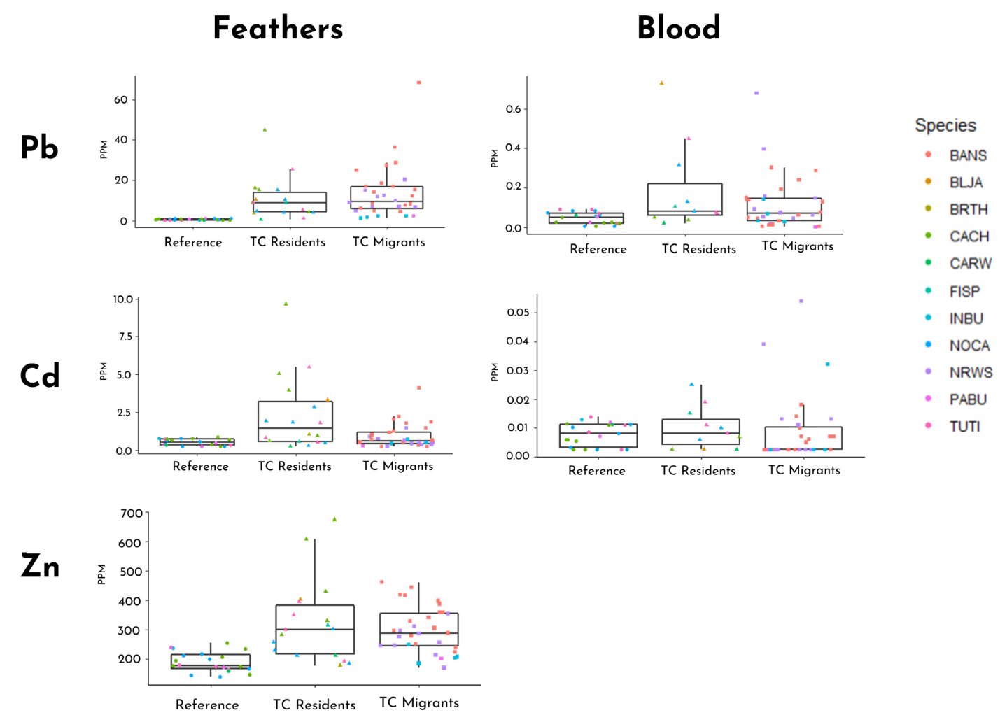 Feathers Blood
Pb
PPM
60
40
20
0
Reference TC Residents TC Migrants
PPM
0.6
0.4
0.2
0.0
Reference TC Residents TC Migrants
Cd
PPM
10.0
7.5
5.0
2.5
0.0
Reference TC Residents TC Migrants
PPM
0.05
0.04
0.03
0.02
0.01
0.00
Reference TC Residents TC Migrants
Zn
PPM
700
600
500
400
300
200
Reference TC Residents TC Migrants
Species
BANS
BLJA
BRTH
CACH
CARW
FISP
INBU
NOCA
NRWS
PABU
TUTI